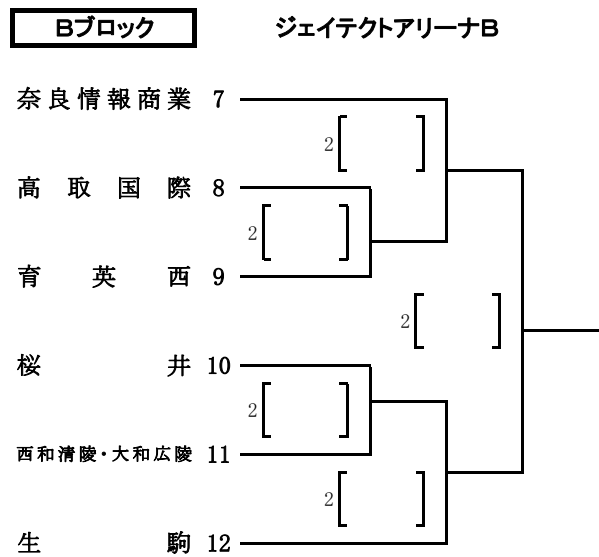 Bブロック ジェイテクトアリーナB
奈良情報商業 7
2
高取国際 8
2
育英西 9
2
桜井 10
2
西和清陵・大和広陵 11
2
生駒 12